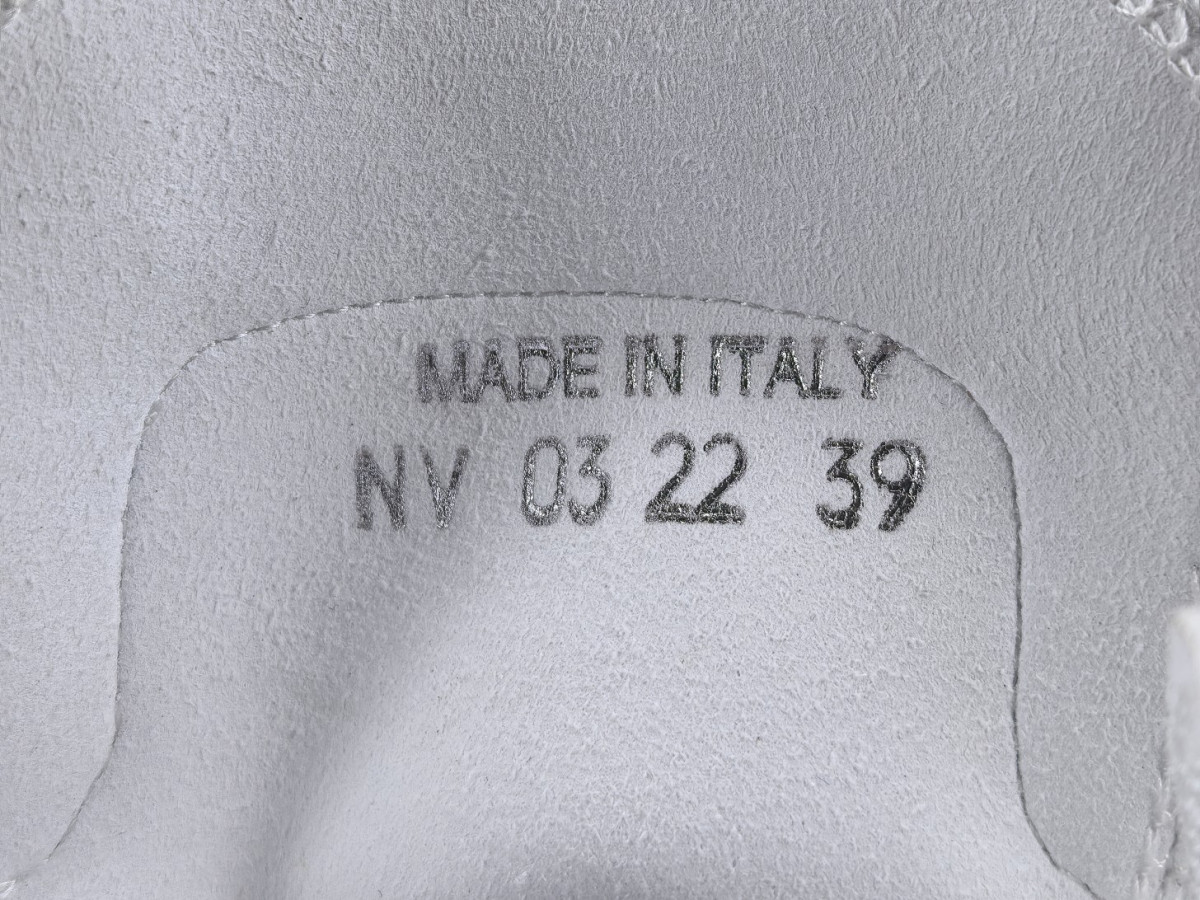 MADE IN ITALY
NV 03 22 39